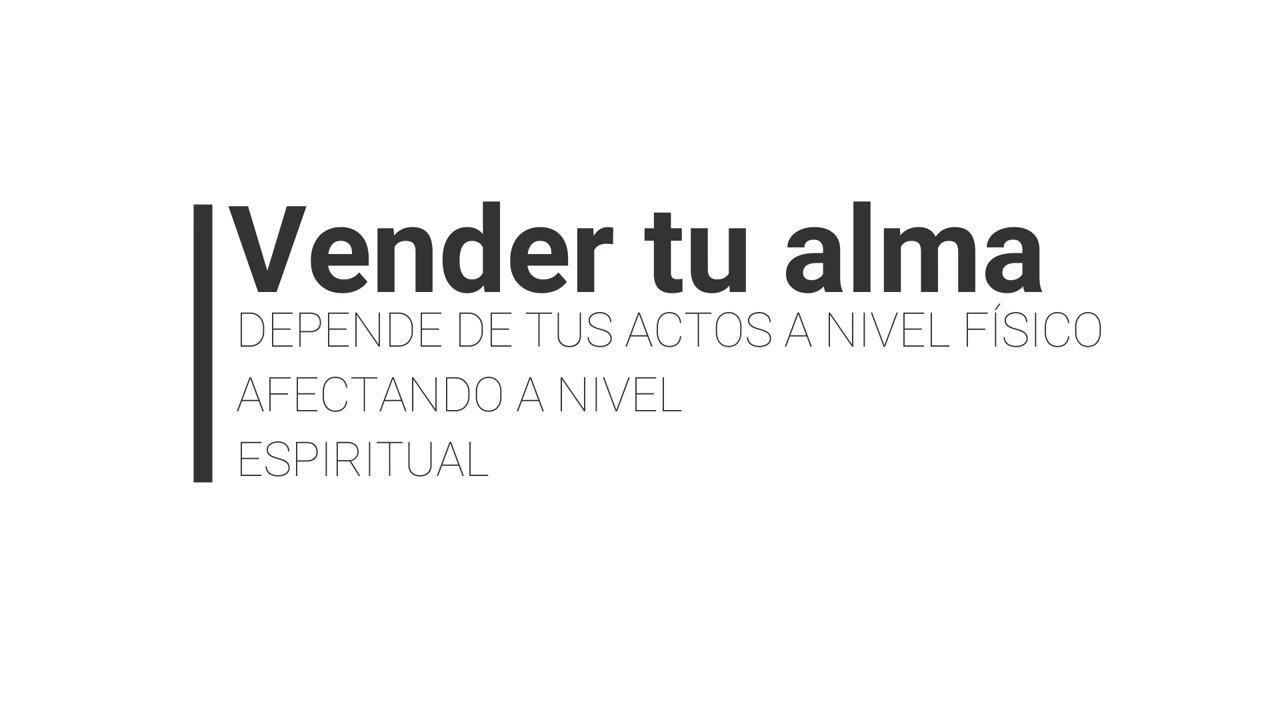 Vender tu alma
DEPENDE DE TUS ACTOS A NIVEL FÍSICO
AFECTANDO A NIVEL
ESPIRITUAL